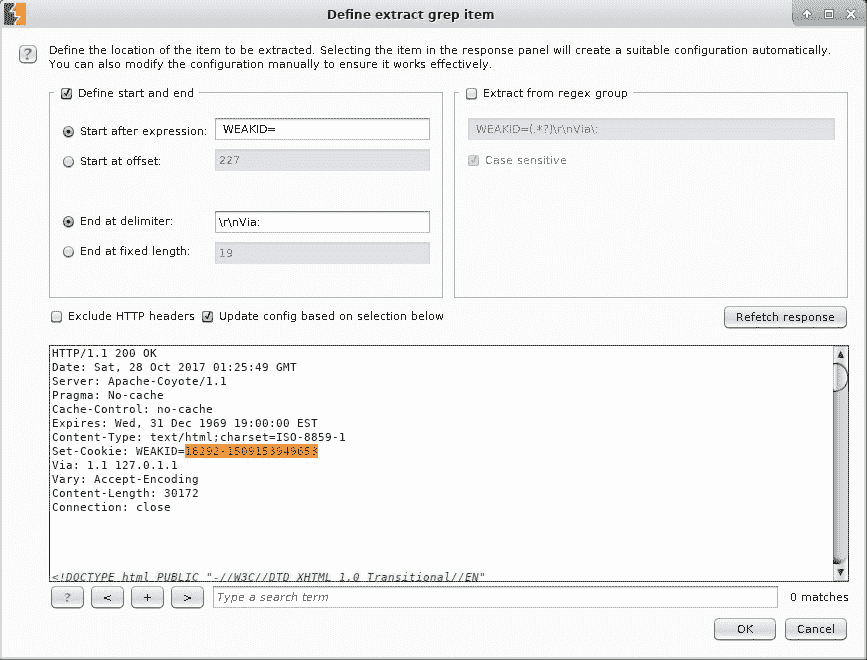 Define extract grep item
? Define the location of the item to be extracted. Selecting the item in the response panel will create a suitable configuration automatically.
You can also modify the configuration manually to ensure it works effectively.
Define start and end
Start after expression: WEAKID=
Start at offset: 227
End at delimiter: \r\nVia:
End at fixed length: 19
Extract from regex group
WEAKID=(.*?)\r\nVia\:
Case sensitive
Exclude HTTP headers Update config based on selection below Refetch response
HTTP/1.1 200 OK
Date: Sat, 28 Oct 2017 01:25:49 GMT
Server: Apache-Coyote/1.1
Pragma: No-cache
Cache-Control: no-cache
Expires: Wed, 31 Dec 1969 19:00:00 EST
Content-Type: text/html;charset=ISO-8859-1
Set-Cookie: WEAKID=18292-1509153949653
Via: 1.1 127.0.1.1
Vary: Accept-Encoding
Content-Length: 30172
Connection: close
<!DOCTYPE html PUBLIC "-//W3C//DTD XHTML 1.0 Transitional//EN"
? < + > Type a search term 0 matches
OK Cancel